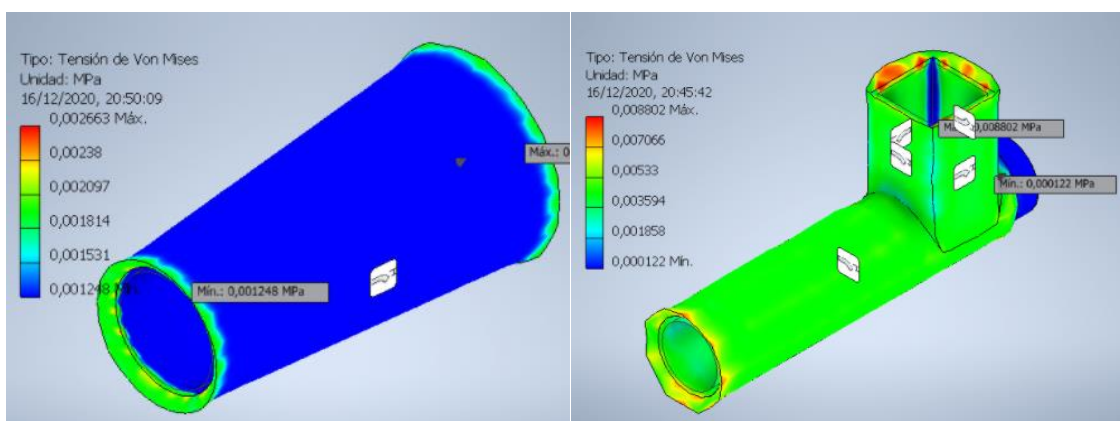 Tipo: Tensión de Von Mises
Unidad: MPa
16/12/2020, 20:50:09
0,002663 Máx.
0,00238
0,002097
0,001814
0,001531
0,001248
Máx.: 0
Mín.: 0,001248 MPa
Tipo: Tensión de Von Mises
Unidad: MPa
16/12/2020, 20:45:42
0,008802 Máx.
0,007066
0,00533
0,003594
0,001858
0,000122 Mín.
0,008802 MPa
Mín.: 0,000122 MPa